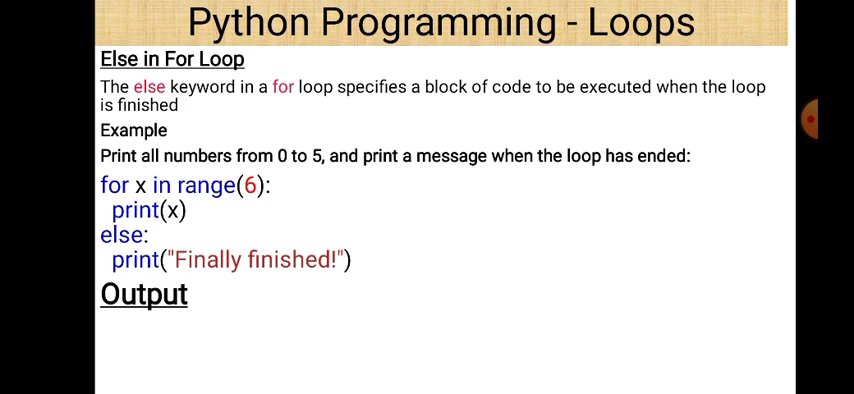 Python Programming - Loops
Else in For Loop
The else keyword in a for loop specifies a block of code to be executed when the loop
is finished
Example
Print all numbers from 0 to 5, and print a message when the loop has ended:
for x in range(6):
  print(x)
else:
  print("Finally finished!")
Output